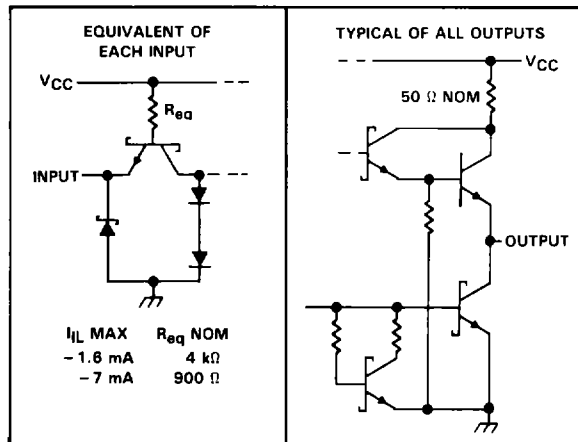 EQUIVALENT OF
EACH INPUT
VCC
Req
INPUT
IIL MAX Req NOM
−1.6 mA 4 kΩ
−7 mA 900 Ω
TYPICAL OF ALL OUTPUTS
VCC
50 Ω NOM
OUTPUT